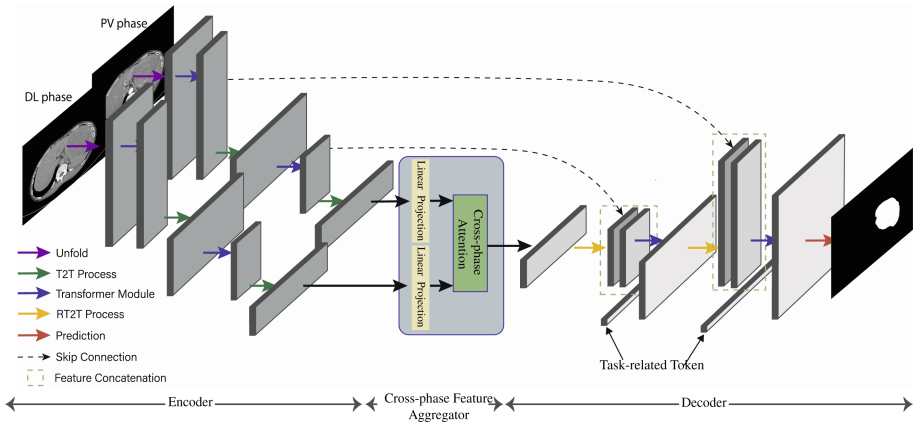 PV phase
DL phase
Linear Projection
Linear Projection
Cross-phase
Attention
Unfold
T2T Process
Transformer Module
RT2T Process
Prediction
Skip Connection
Feature Concatenation
Task-related Token
Encoder
Cross-phase Feature
Aggregator
Decoder